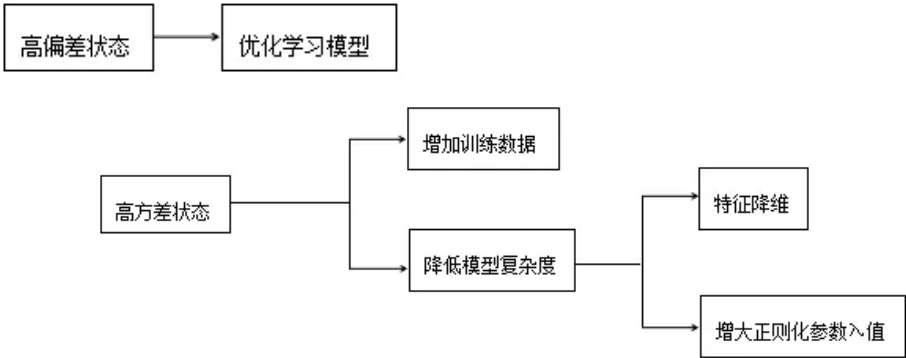 高偏差状态
优化学习模型
增加训练数据
高方差状态
特征降维
降低模型复杂度
增大正则化参数入值